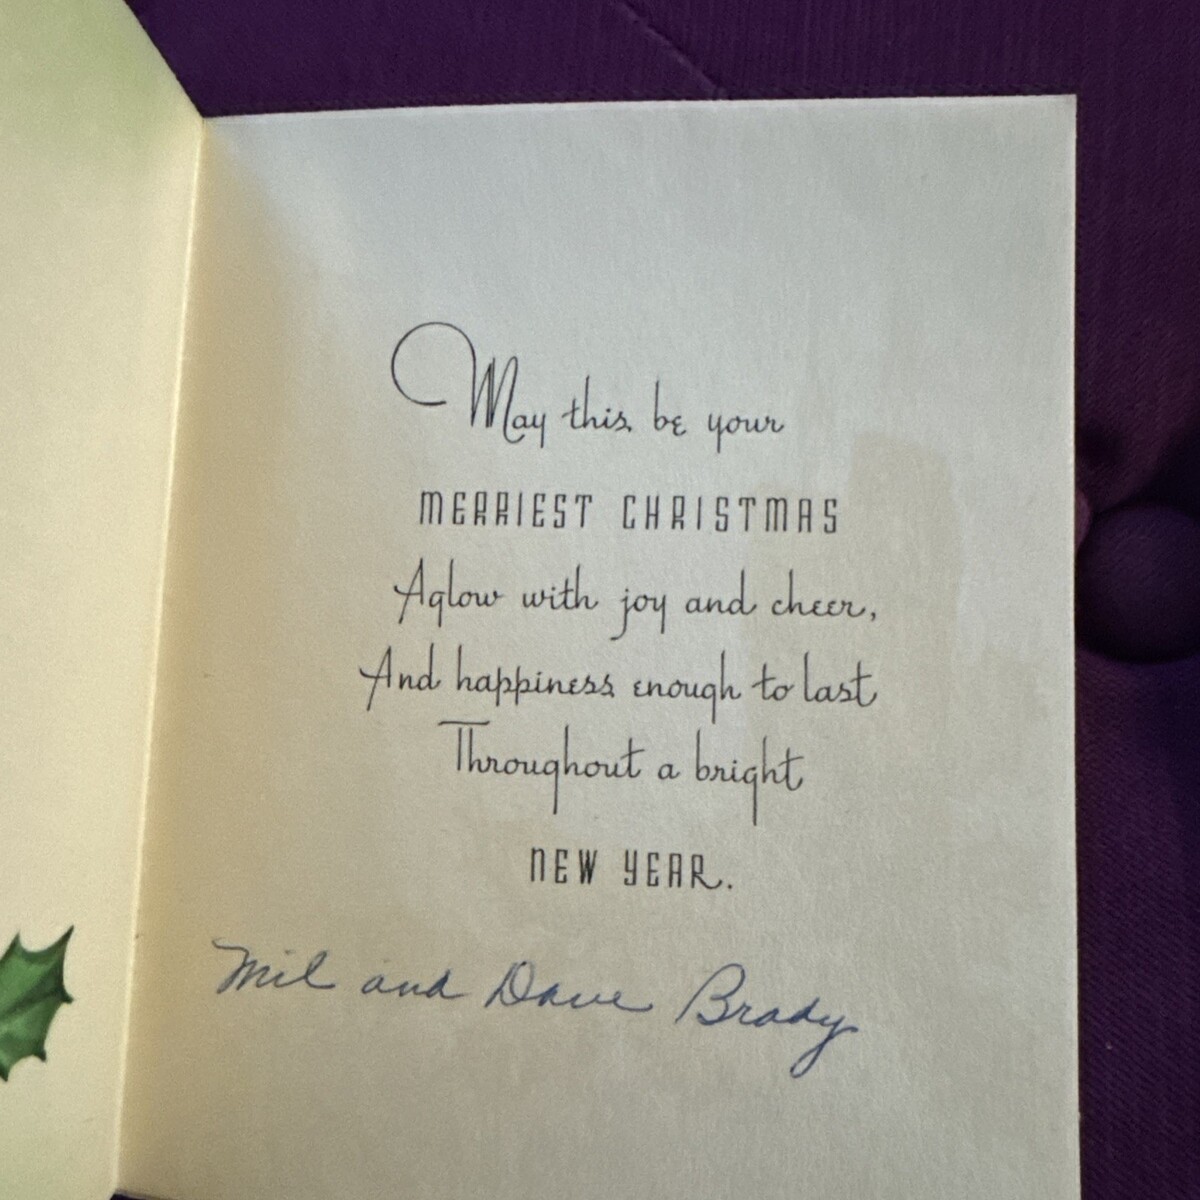 May this be your
MERRIEST CHRISTMAS
Aglow with joy and cheer,
And happiness enough to last
Throughout a bright
NEW YEAR.
Mil and Dave Brady